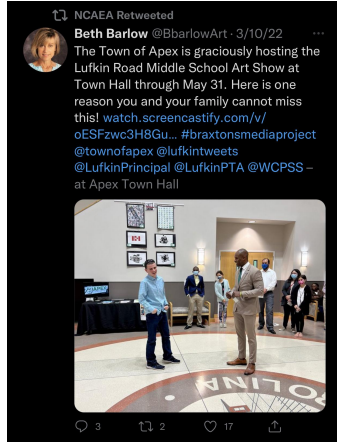 NCAEA Retweeted
Beth Barlow @BbarlowArt · 3/10/22
The Town of Apex is graciously hosting the
Lufkin Road Middle School Art Show at
Town Hall through May 31. Here is one
reason you and your family cannot miss
this! watch.screencastify.com/v/
oESFzwc3H8Gu... #braxtonsmediaproject
@townofapex @lufkintweets
@LufkinPrincipal @LufkinPTA @WCPSS –
at Apex Town Hall
ROLINA
3 2 17